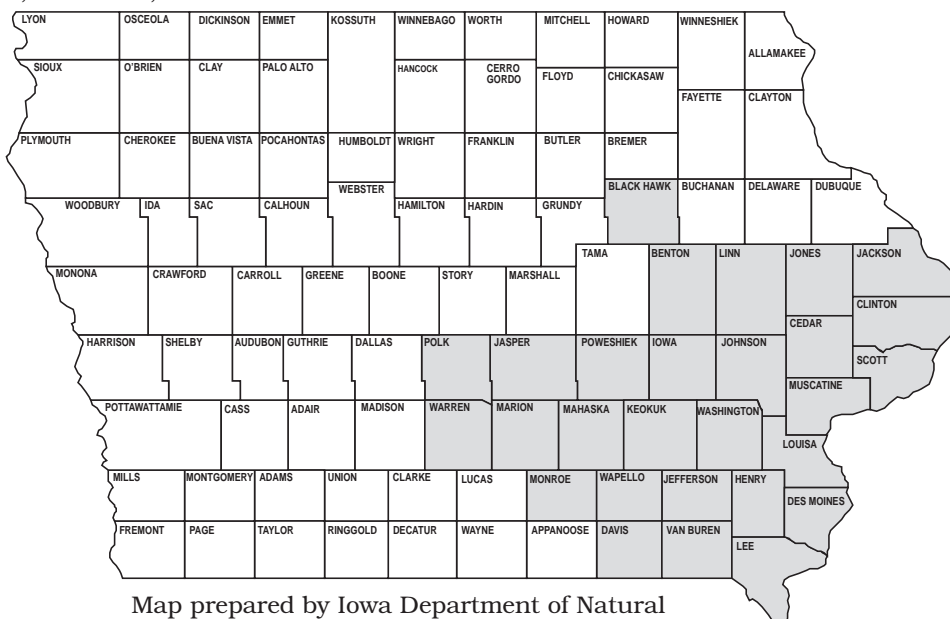 LYON OSCEOLA DICKINSON EMMET KOSSUTH WINNEBAGO WORTH MITCHELL HOWARD WINNESHIEK
ALLAMAKEE
SIOUX O'BRIEN CLAY PALO ALTO HANCOCK CERRO GORDO FLOYD CHICKASAW
FAYETTE CLAYTON
PLYMOUTH CHEROKEE BUENA VISTA POCAHONTAS HUMBOLDT WRIGHT FRANKLIN BUTLER BREMER
WEBSTER BLACK HAWK BUCHANAN DELAWARE DUBUQUE
WOODBURY IDA SAC CALHOUN HAMILTON HARDIN GRUNDY
TAMA BENTON LINN JONES JACKSON
MONONA CRAWFORD CARROLL GREENE BOONE STORY MARSHALL
CLINTON
CEDAR
HARRISON SHELBY AUDUBON GUTHRIE DALLAS POLK JASPER POWESHIEK IOWA JOHNSON
SCOTT
MUSCATINE
POTTAWATTAMIE CASS ADAIR MADISON WARREN MARION MAHASKA KEOKUK WASHINGTON
LOUISA
MILLS MONTGOMERY ADAMS UNION CLARKE LUCAS MONROE WAPELLO JEFFERSON HENRY
DES MOINES
FREMONT PAGE TAYLOR RINGGOLD DECATUR WAYNE APPANOOSE DAVIS VAN BUREN
LEE
Map prepared by Iowa Department of Natural